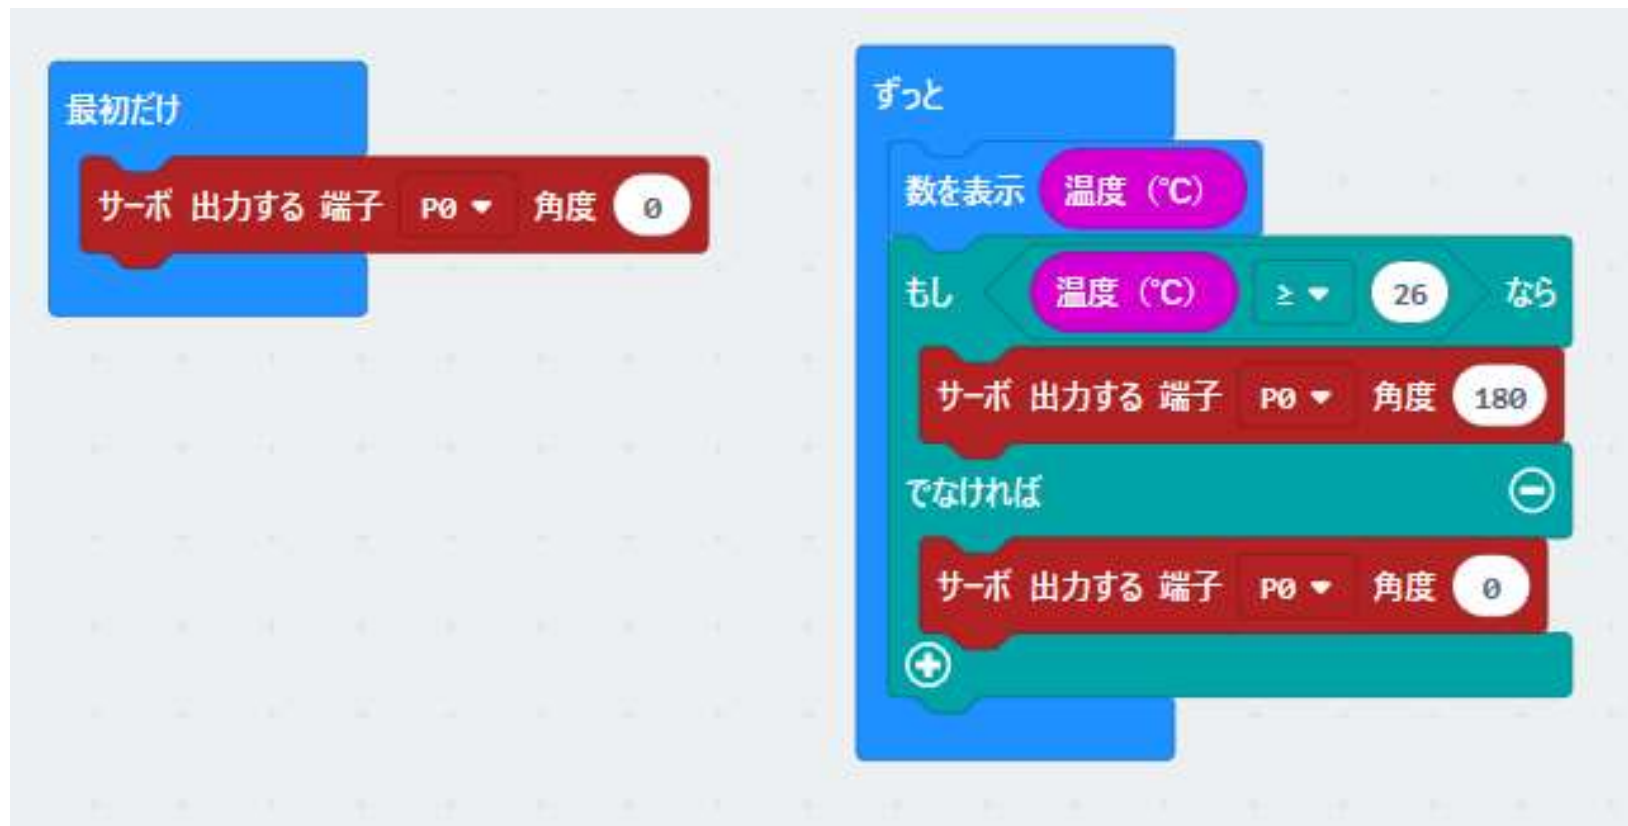 最初だけ
サーボ 出力する 端子 P0 角度 0
ずっと
数を表示 温度（℃）
もし 温度（℃） ≥ 26 なら
サーボ 出力する 端子 P0 角度 180
でなければ
サーボ 出力する 端子 P0 角度 0